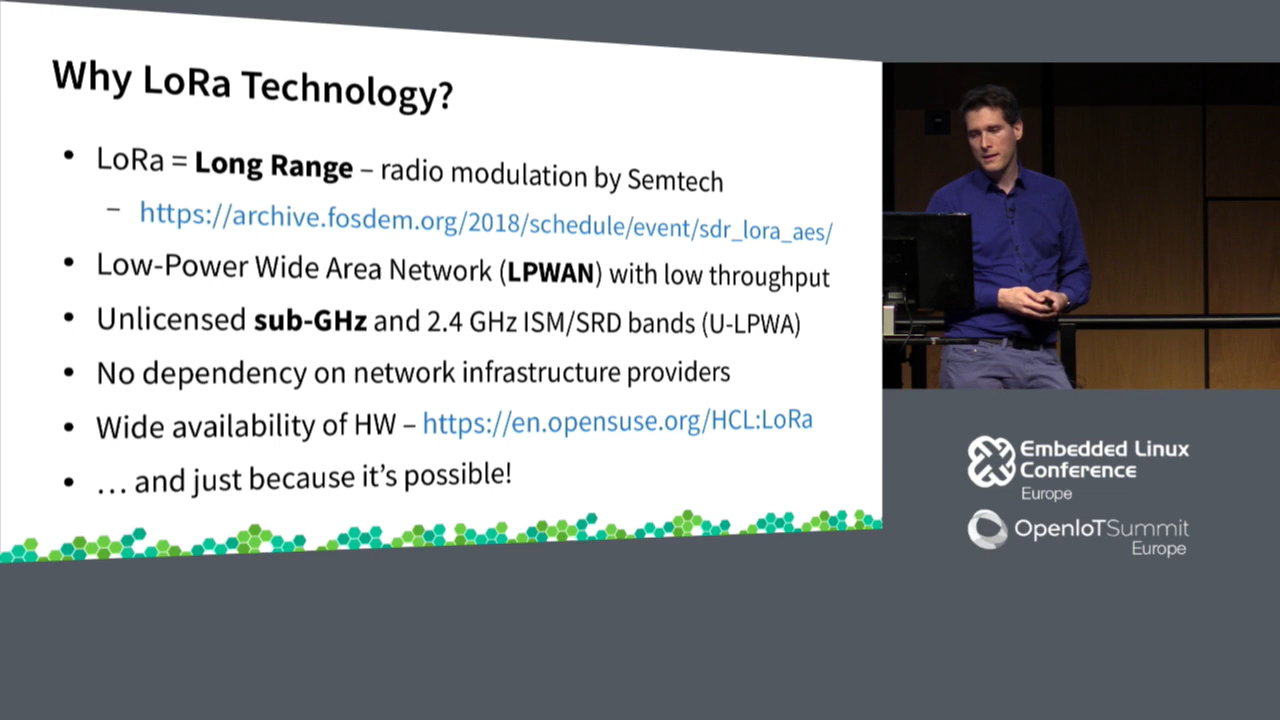 Why LoRa Technology?
• LoRa = Long Range – radio modulation by Semtech
– https://archive.fosdem.org/2018/schedule/event/sdr_lora_aes/
• Low-Power Wide Area Network (LPWAN) with low throughput
• Unlicensed sub-GHz and 2.4 GHz ISM/SRD bands (U-LPWA)
• No dependency on network infrastructure providers
• Wide availability of HW – https://en.opensuse.org/HCL:LoRa
• … and just because it’s possible!
Embedded Linux
Conference
Europe
OpenIoTSummit
Europe